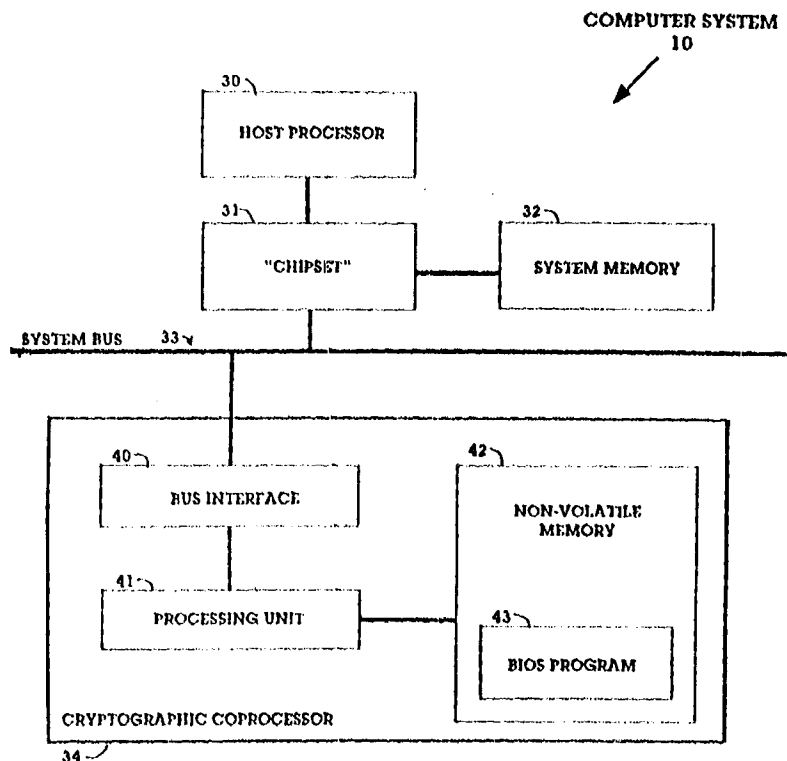 COMPUTER SYSTEM
10
30
HOST PROCESSOR
31
"CHIPSET"
32
SYSTEM MEMORY
SYSTEM BUS
33
40
BUS INTERFACE
42
NON-VOLATILE
MEMORY
41
PROCESSING UNIT
43
BIOS PROGRAM
CRYPTOGRAPHIC COPROCESSOR
34